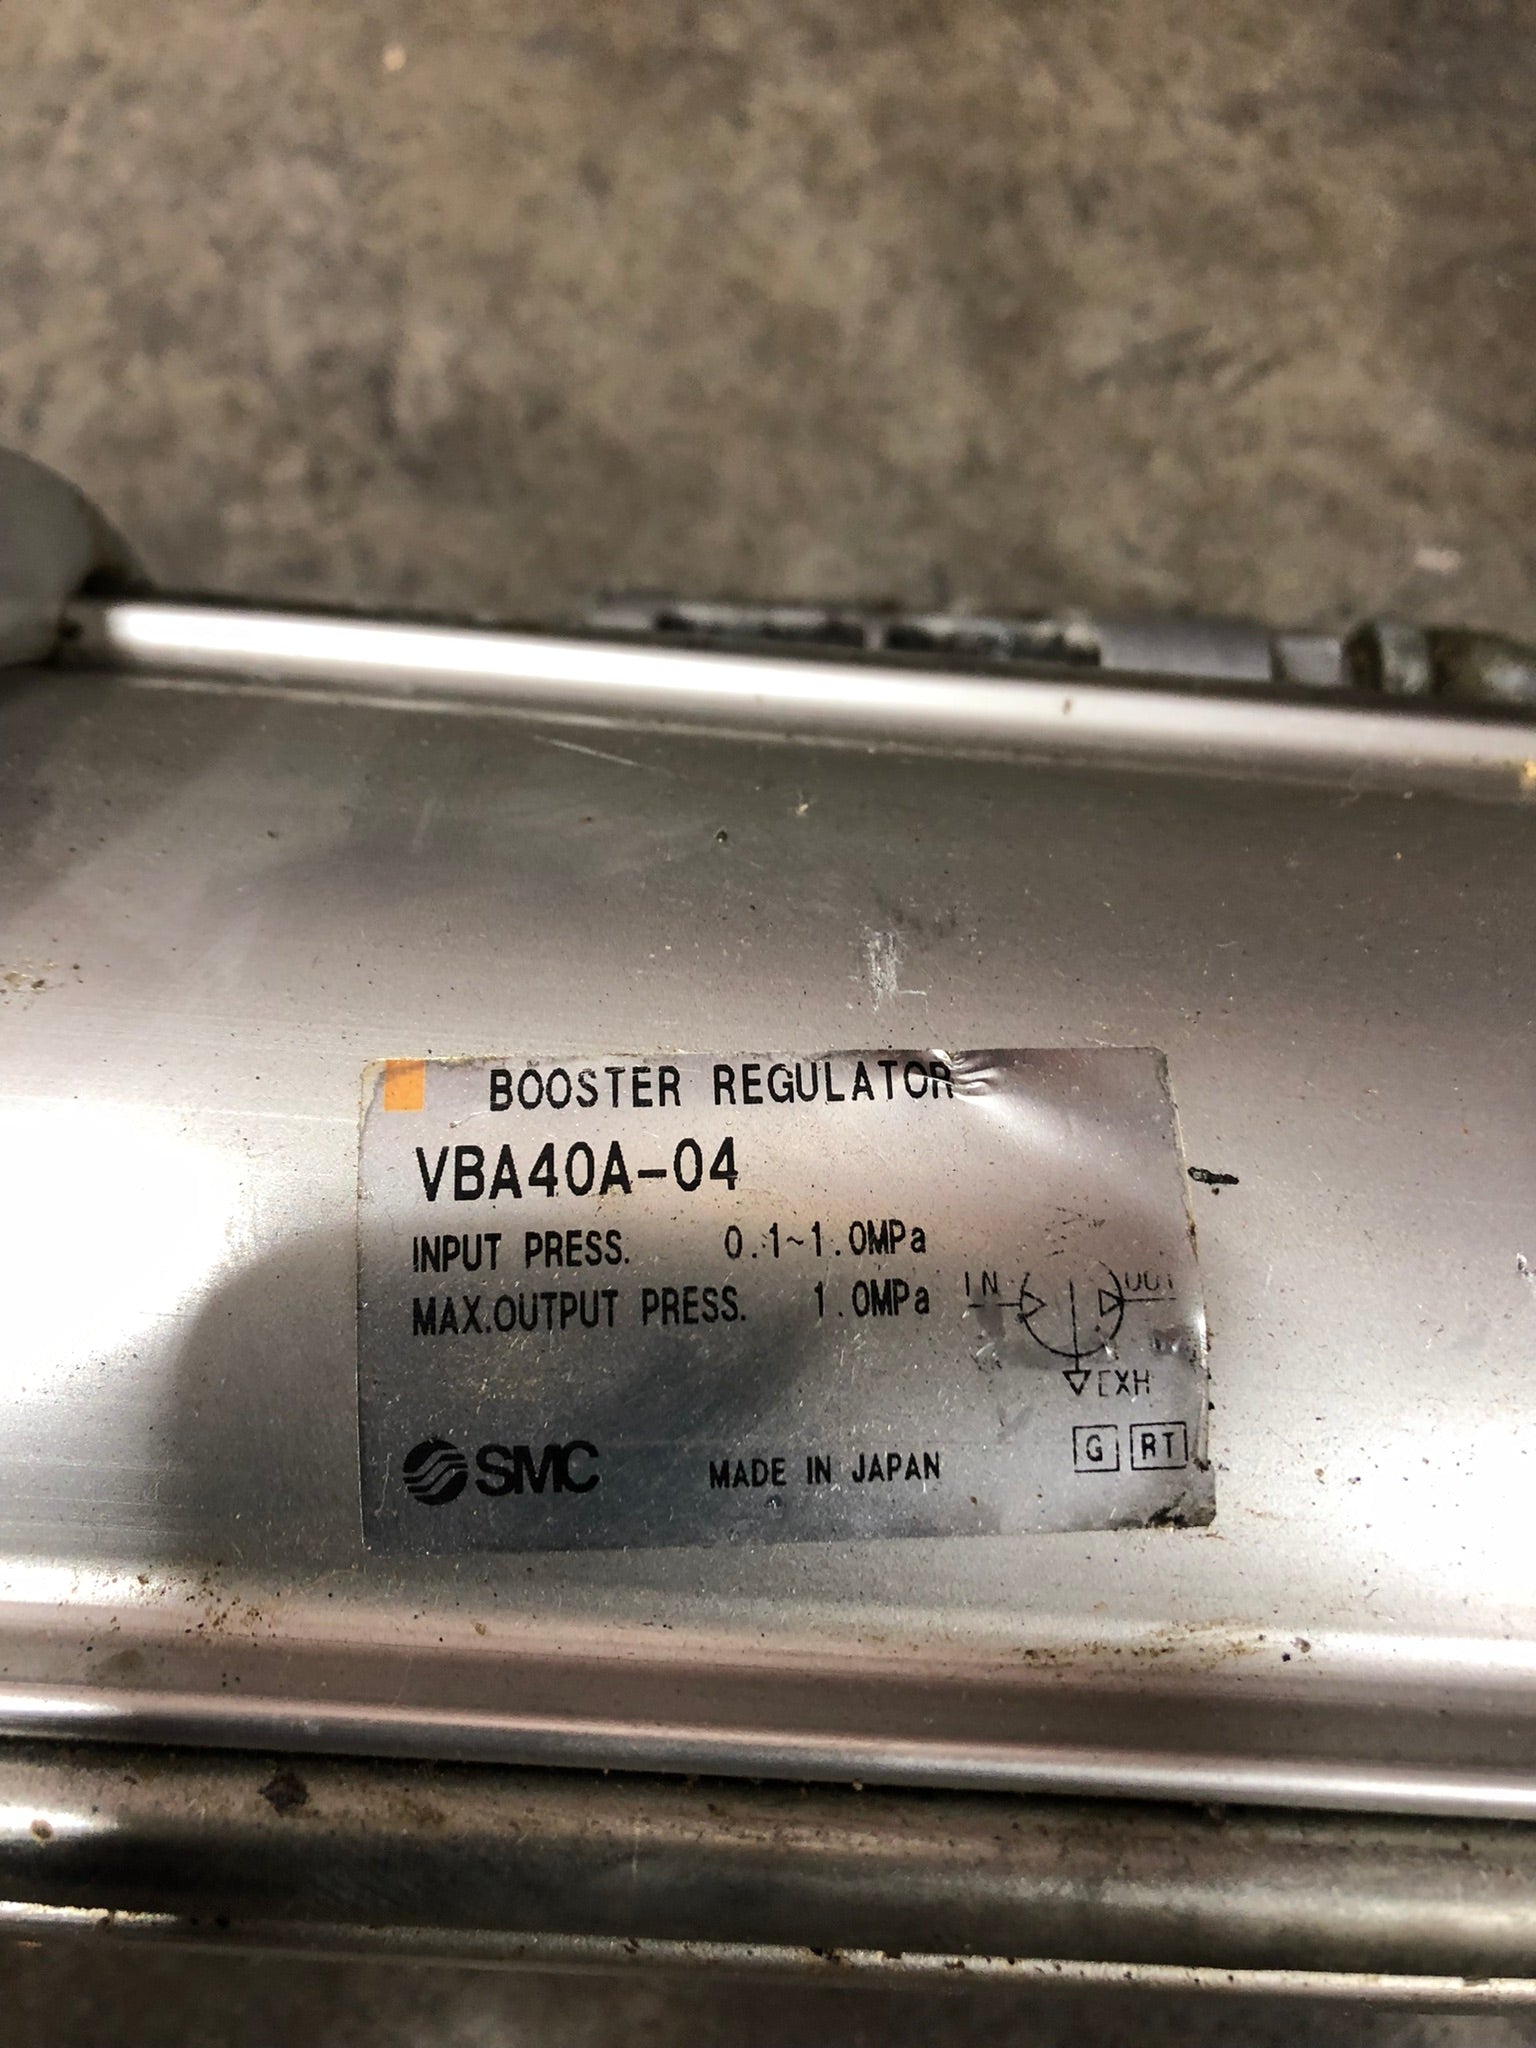 BOOSTER REGULATOR
VBA40A-04
INPUT PRESS. 0.1~1.0MPa
MAX.OUTPUT PRESS. 1.0MPa
IN OUT
EXH
SMC MADE IN JAPAN G RT